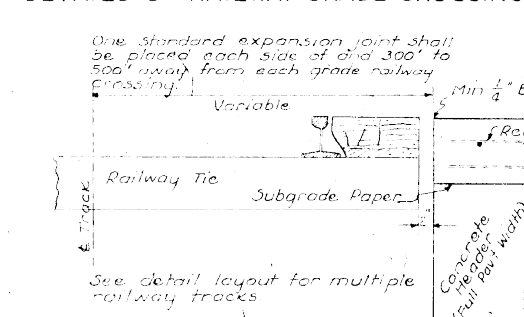 One standard expansion joint shall
be placed each side of and 300' to
500' away from each grade railway
crossing.
Variable
Min 1/4"
Railway Tie
Subgrade Paper
℄ Track
Concrete
Header
(Full Pav't Width)
See detail layout for multiple
railway tracks.